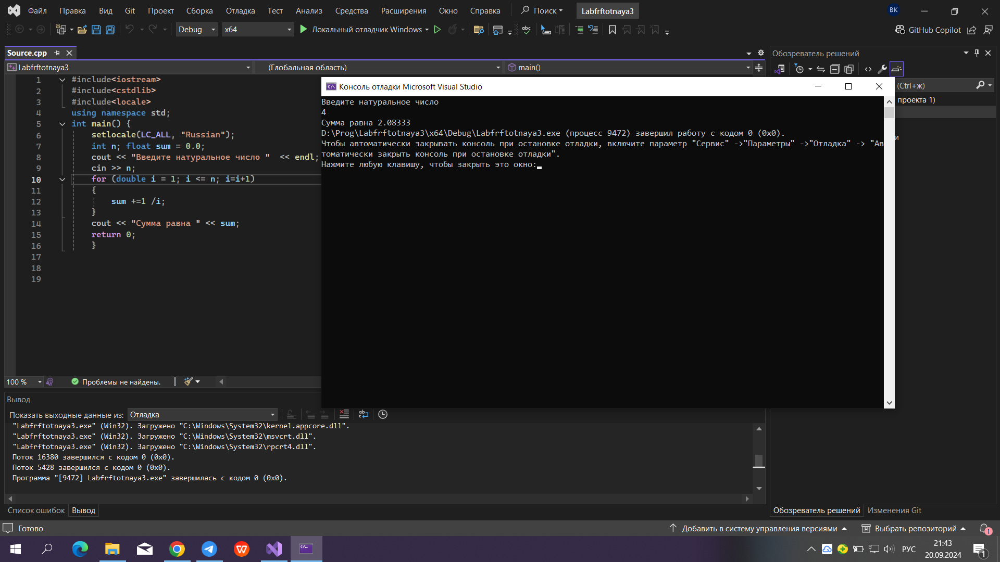 Файл Правка Вид Git Проект Сборка Отладка Тест Анализ Средства Расширения Окно Справка Поиск Labfrftotnaya3 ВК
Debug x64 Локальный отладчик Windows GitHub Copilot
Source.cpp
Labfrftotnaya3 (Глобальная область) main()
1 #include<iostream>
2 #include<cstdlib>
3 #include<locale>
4 using namespace std;
5 int main() {
6 setlocale(LC_ALL, "Russian");
7 int n; float sum = 0.0;
8 cout << "Введите натуральное число " << endl;
9 cin >> n;
10 for (double i = 1; i <= n; i=i+1)
11 {
12 sum +=1 /i;
13 }
14 cout << "Сумма равна " << sum;
15 return 0;
16 }
17
18
19
Консоль отладки Microsoft Visual Studio
Введите натуральное число
4
Сумма равна 2.08333
D:\Prog\Labfrftotnaya3\x64\Debug\Labfrftotnaya3.exe (процесс 9472) завершил работу с кодом 0 (0x0).
Чтобы автоматически закрывать консоль при остановке отладки, включите параметр "Сервис" ->"Параметры" ->"Отладка" -> "Ав
томатически закрыть консоль при остановке отладки".
Нажмите любую клавишу, чтобы закрыть это окно:
Обозреватель решений
(Ctrl+ж)
проекта 1)
и
100 % Проблемы не найдены.
Вывод
Показать выходные данные из: Отладка
"Labfrftotnaya3.exe" (Win32). Загружено "C:\Windows\System32\kernel.appcore.dll".
"Labfrftotnaya3.exe" (Win32). Загружено "C:\Windows\System32\msvcrt.dll".
"Labfrftotnaya3.exe" (Win32). Загружено "C:\Windows\System32\rpcrt4.dll".
Поток 16380 завершился с кодом 0 (0x0).
Поток 5428 завершился с кодом 0 (0x0).
Программа "[9472] Labfrftotnaya3.exe" завершилась с кодом 0 (0x0).
Список ошибок Вывод
Обозреватель решений Изменения Git
Готово Добавить в систему управления версиями Выбрать репозиторий 1
РУС 21:43 1
20.09.2024